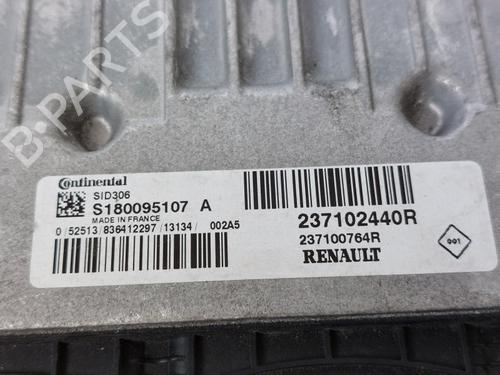 B-PARTS
Continental
SID306
S180095107 A
MADE IN FRANCE
0 / 52513 / 836412297 / 13134 / 002A5
237102440R
237100764R
RENAULT
001